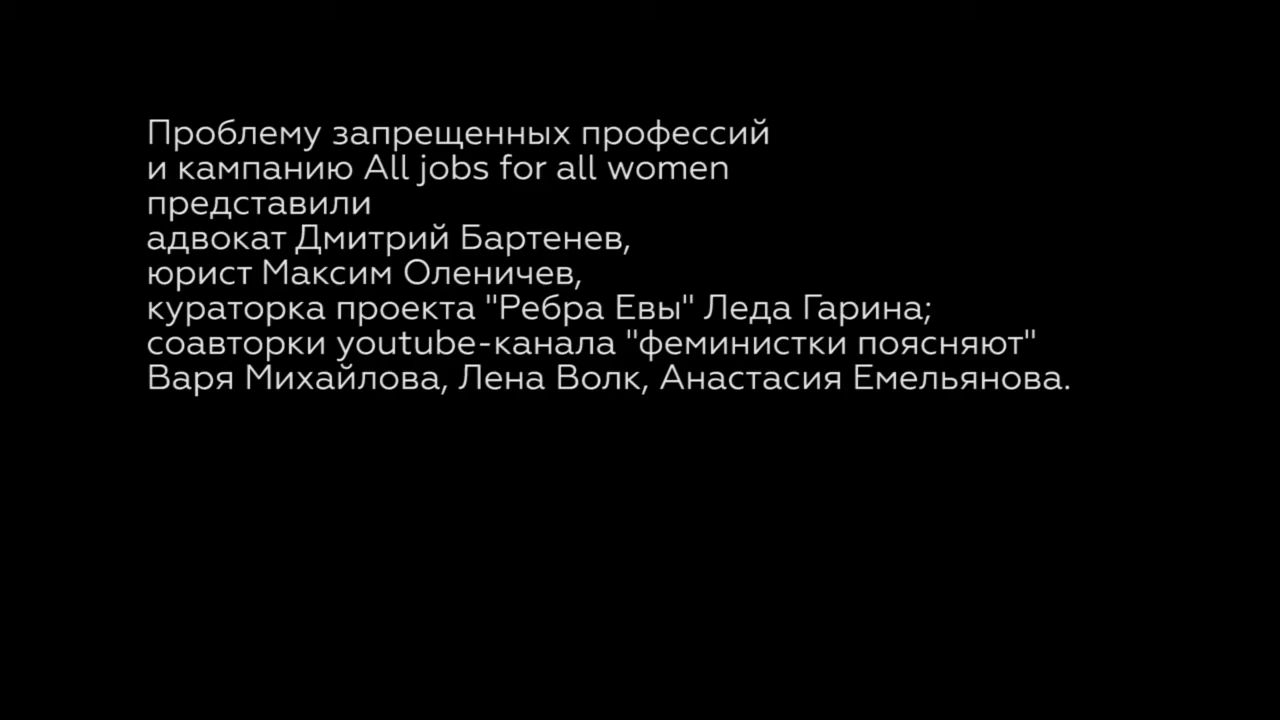 Проблему запрещенных профессий
и кампанию All jobs for all women
представили
адвокат Дмитрий Бартенев,
юрист Максим Оленичев,
кураторка проекта "Ребра Евы" Леда Гарина;
соавторки youtube-канала "феминистки поясняют"
Варя Михайлова, Лена Волк, Анастасия Емельянова.